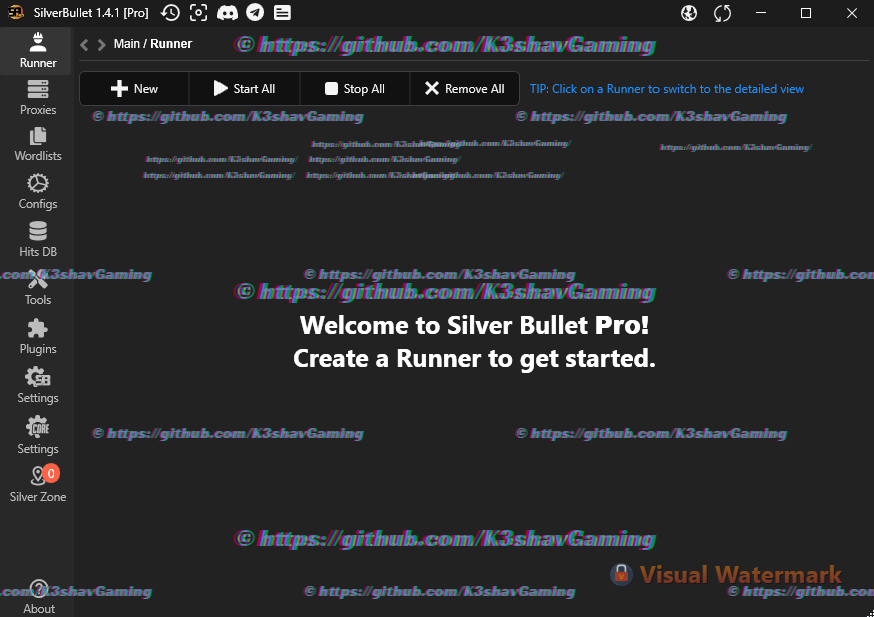 SilverBullet 1.4.1 [Pro]
Runner
Main / Runner
© https://github.com/K3shavGaming
New
Start All
Stop All
Remove All
TIP: Click on a Runner to switch to the detailed view
Proxies
© https://github.com/K3shavGaming
© https://github.com/K3shavGaming
https://github.com/K3shavGaming/
https://github.com/K3shavGaming/
https://github.com/K3shavGaming/
Wordlists
https://github.com/K3shavGaming/
https://github.com/K3shavGaming/
https://github.com/K3shavGaming/
https://github.com/K3shavGaming/
https://github.com/K3shavGaming/
Configs
Hits DB
.com/K3shavGaming
© https://github.com/K3shavGaming
© https://github.com
Tools
© https://github.com/K3shavGaming
Welcome to Silver Bullet Pro!
Create a Runner to get started.
Plugins
SB
Settings
© https://github.com/K3shavGaming
© https://github.com/K3shavGaming
CORE
Settings
0
Silver Zone
© https://github.com/K3shavGaming
Visual Watermark
.com/K3shavGaming
© https://github.com/K3shavGaming
© https://github.com
About